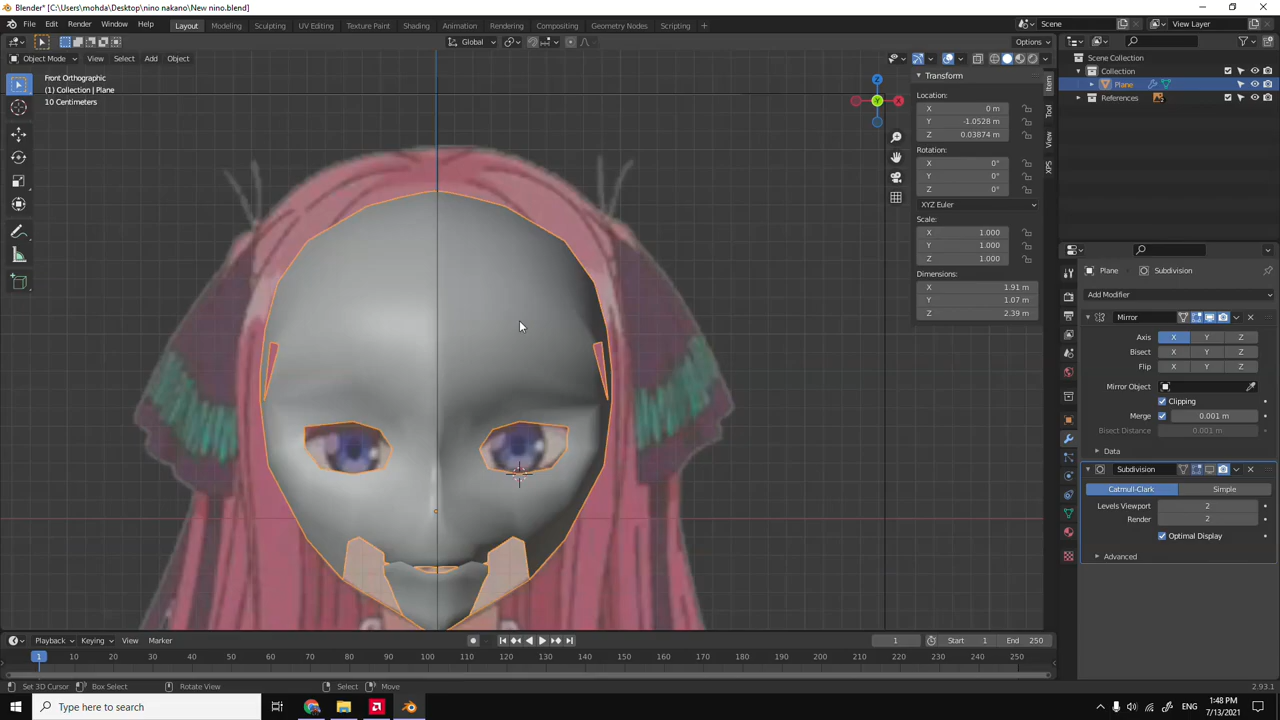 Blender* [C:\Users\mohda\Desktop\nino nakano\New nino.blend]
File Edit Render Window Help Layout Modeling Sculpting UV Editing Texture Paint Shading Animation Rendering Compositing Geometry Nodes Scripting + Scene View Layer
Global Options
Object Mode View Select Add Object
Front Orthographic
(1) Collection | Plane
10 Centimeters
Z
X
Y
Transform
Location:
X 0 m
Y -1.0528 m
Z 0.03874 m
Rotation:
X 0°
Y 0°
Z 0°
XYZ Euler
Scale:
X 1.000
Y 1.000
Z 1.000
Dimensions:
X 1.91 m
Y 1.07 m
Z 2.39 m
Item
Tool
View
XPS
Scene Collection
Collection
Plane
References
Plane Subdivision
Add Modifier
Mirror
Axis X Y Z
Bisect X Y Z
Flip X Y Z
Mirror Object
Clipping
Merge 0.001 m
Bisect Distance 0.001 m
Data
Subdivision
Catmull-Clark Simple
Levels Viewport 2
Render 2
Optimal Display
Advanced
Playback Keying View Marker 1 Start 1 End 250
1 10 20 30 40 50 60 70 80 90 100 110 120 130 140 150 160 170 180 190 200 210 220 230 240 250
Set 3D Cursor Box Select Rotate View Select Move 2.93.1
Type here to search
ENG
1:48 PM
7/13/2021